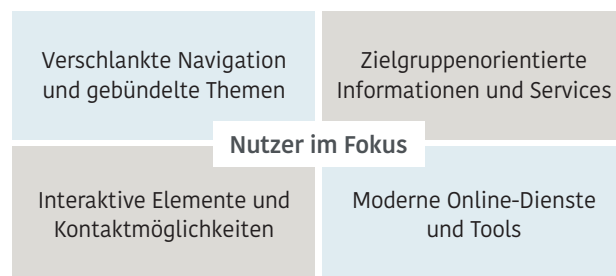 Verschlankte Navigation
und gebündelte Themen
Zielgruppenorientierte
Informationen und Services
Nutzer im Fokus
Interaktive Elemente und
Kontaktmöglichkeiten
Moderne Online-Dienste
und Tools